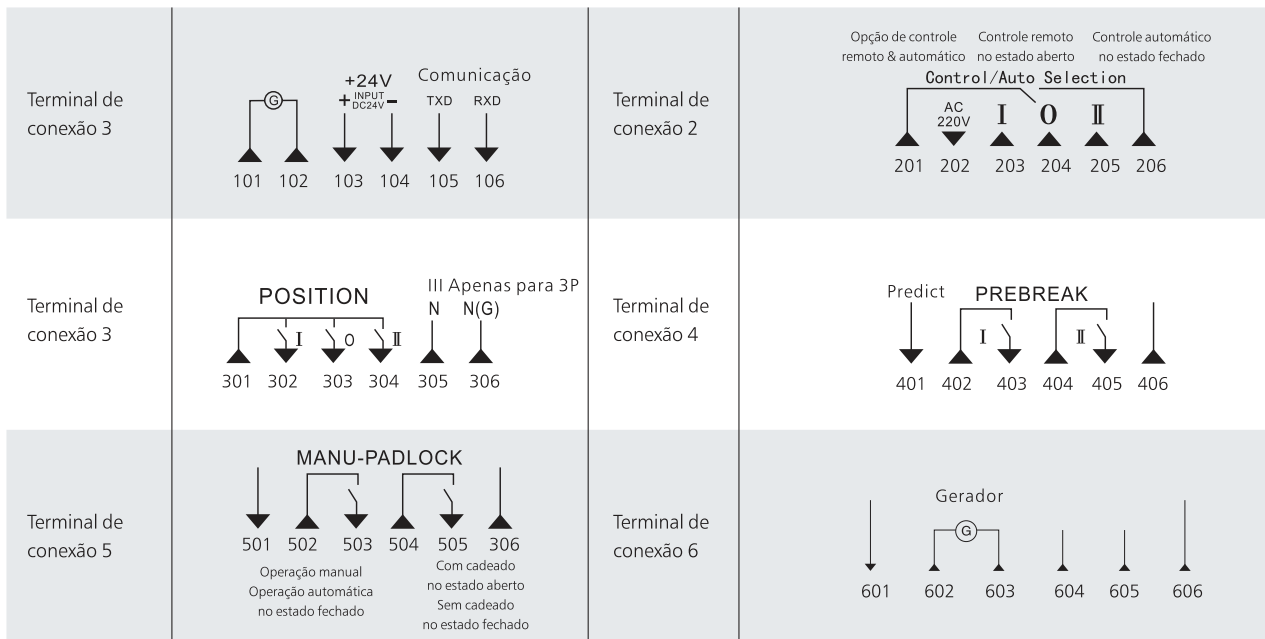 Terminal de
conexão 3
G
+24V
+ INPUT DC24V −
Comunicação
TXD RXD
101 102 103 104 105 106
Terminal de
conexão 2
Opção de controle
remoto & automático
Controle remoto
no estado aberto
Controle automático
no estado fechado
Control/Auto Selection
AC
220V
I O II
201 202 203 204 205 206
Terminal de
conexão 3
POSITION
III Apenas para 3P
N N(G)
I O II
301 302 303 304 305 306
Terminal de
conexão 4
Predict PREBREAK
I II
401 402 403 404 405 406
Terminal de
conexão 5
MANU-PADLOCK
501 502 503 504 505 306
Operação manual
Operação automática
no estado fechado
Com cadeado
no estado aberto
Sem cadeado
no estado fechado
Terminal de
conexão 6
Gerador
G
601 602 603 604 605 606